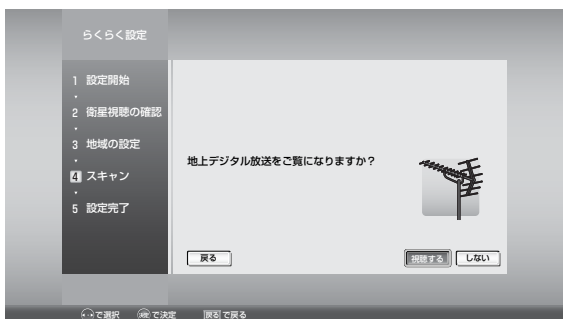 らくらく設定
1 設定開始
2 衛星視聴の確認
3 地域の設定
4 スキャン
5 設定完了
地上デジタル放送をご覧になりますか?
戻る
視聴する しない
で選択 で決定 戻る で戻る